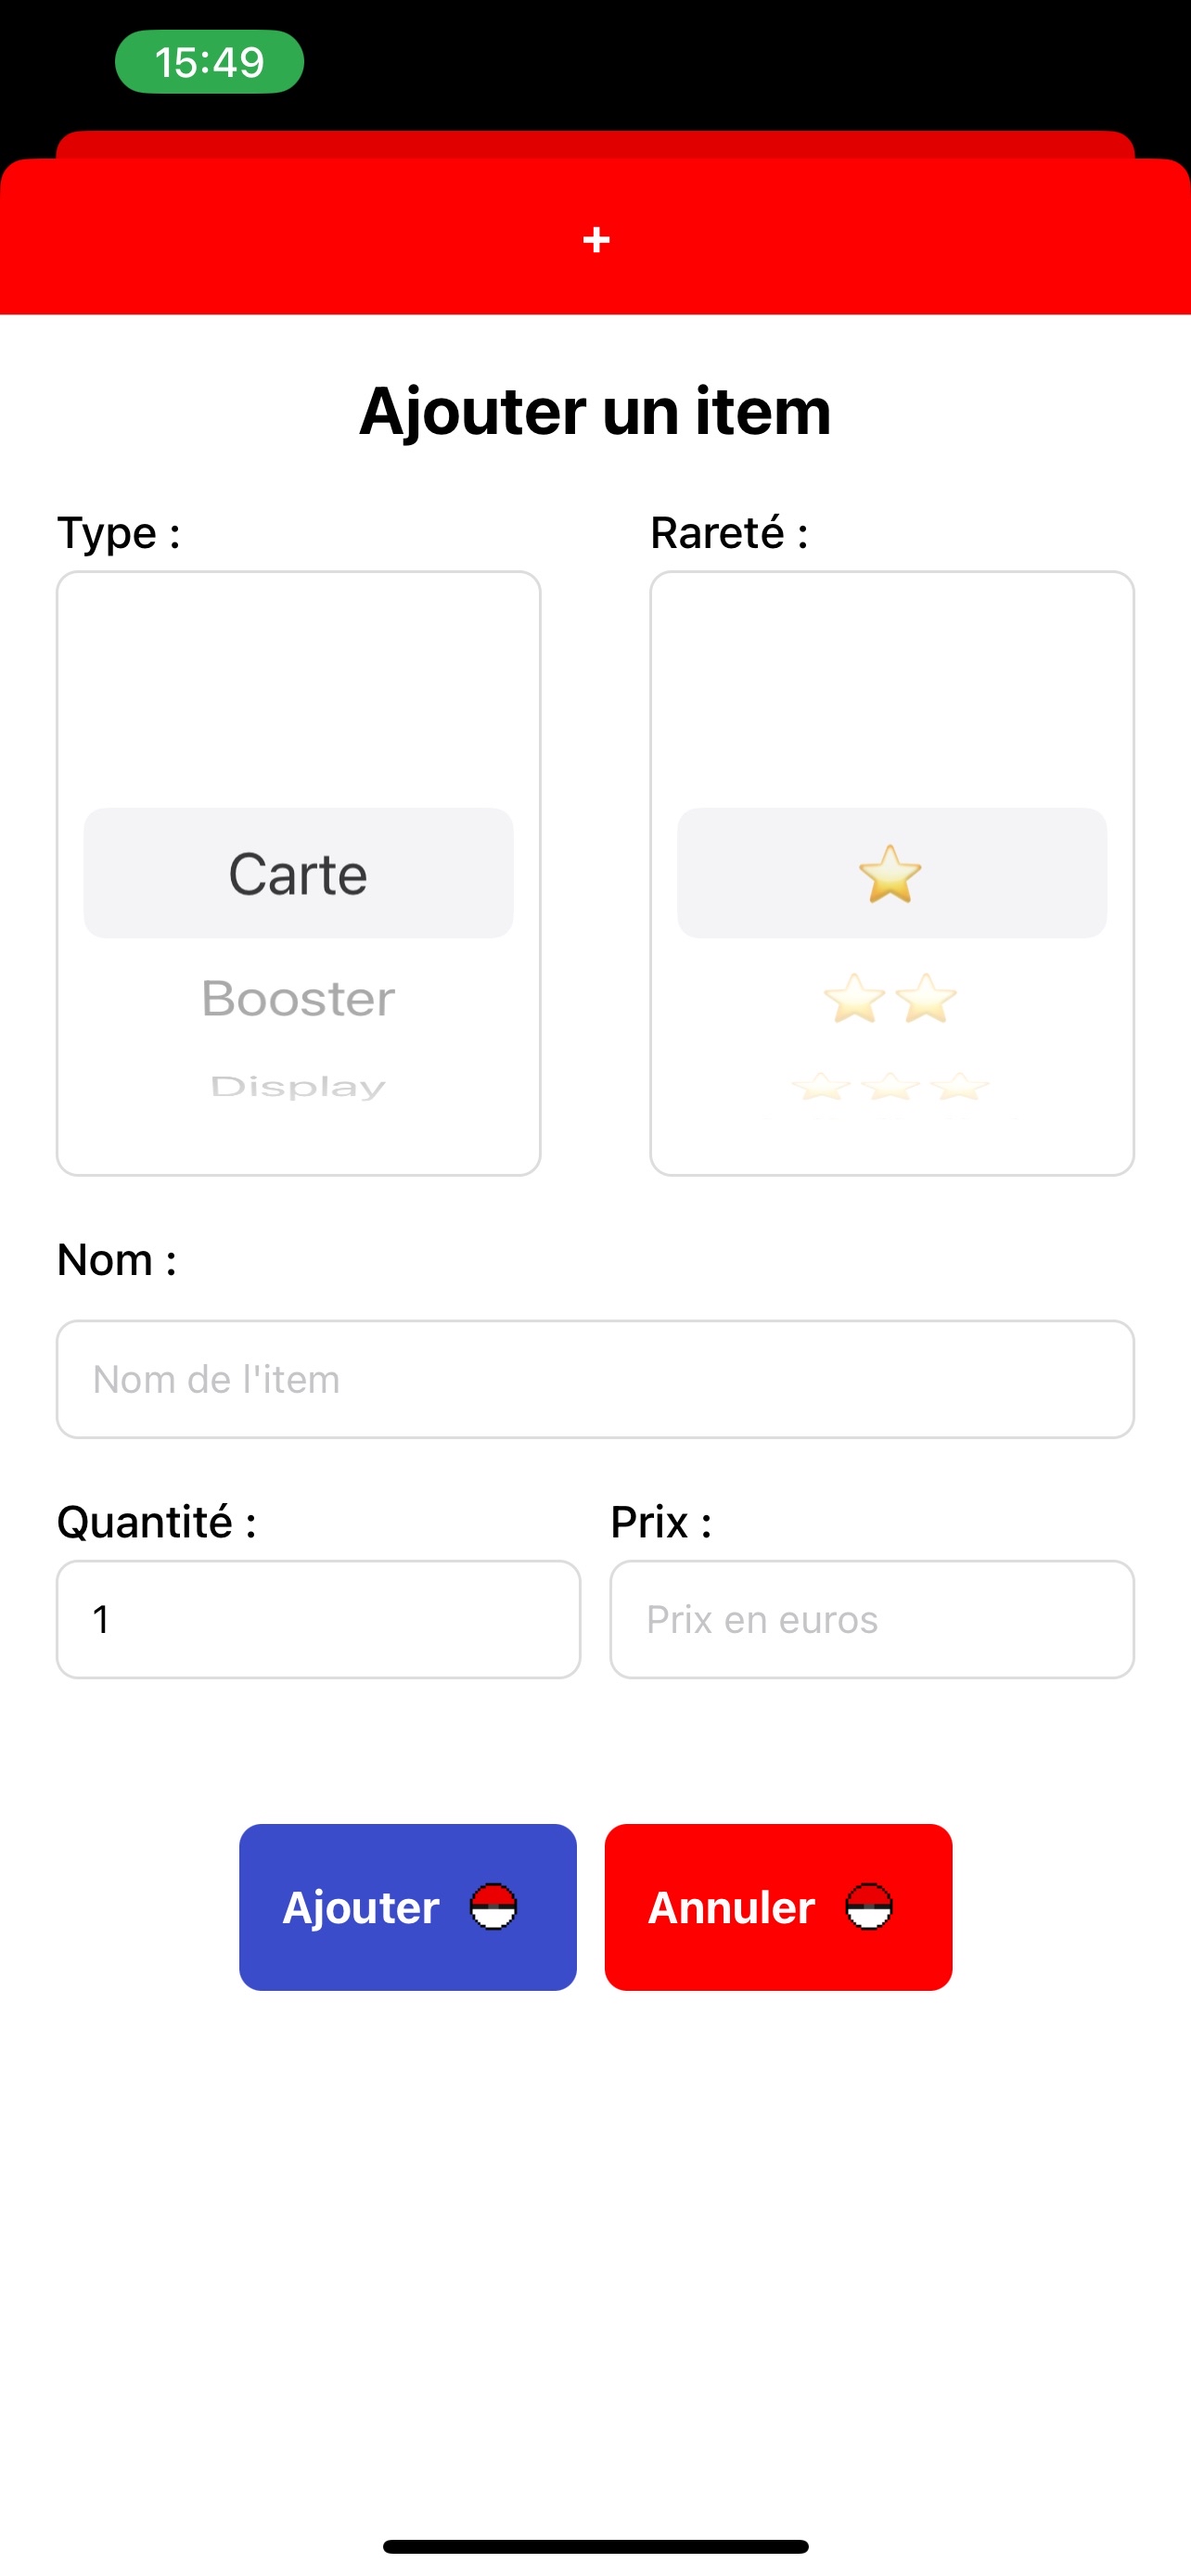 15:49
+
Ajouter un item
Type :
Rareté :
Carte
Booster
Display
Nom :
Nom de l'item
Quantité :
Prix :
1
Prix en euros
Ajouter
Annuler